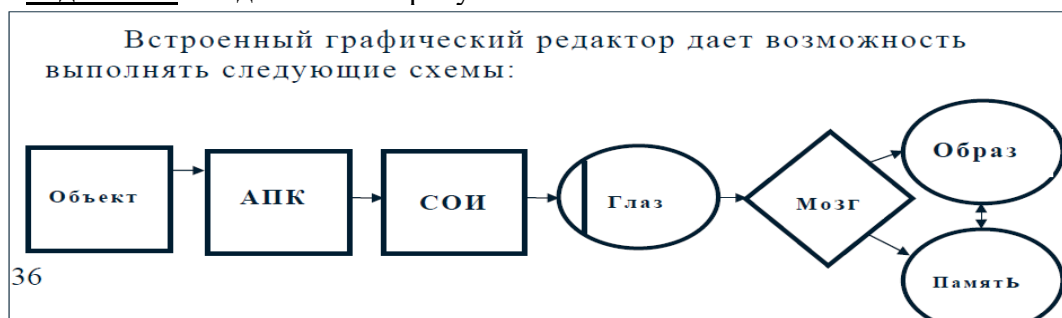 Встроенный графический редактор дает возможность
выполнять следующие схемы:
Объект
АПК
СОИ
Глаз
Мозг
Образ
Память
36